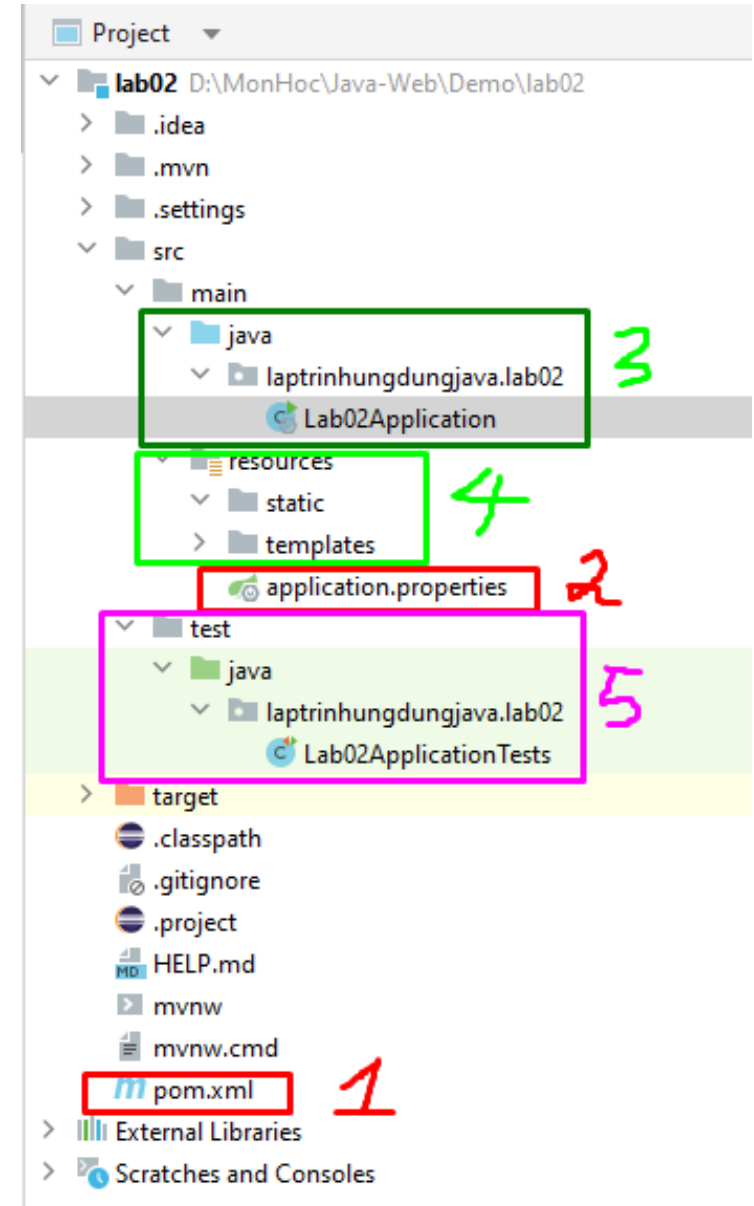 Project
lab02 D:\MonHoc\Java-Web\Demo\lab02
.idea
.mvn
.settings
src
main
java
3
laptrinhungdungjava.lab02
Lab02Application
resources
static
4
templates
application.properties
2
test
java
5
laptrinhungdungjava.lab02
Lab02ApplicationTests
target
.classpath
.gitignore
.project
MD HELP.md
mvnw
mvnw.cmd
m pom.xml
1
External Libraries
Scratches and Consoles